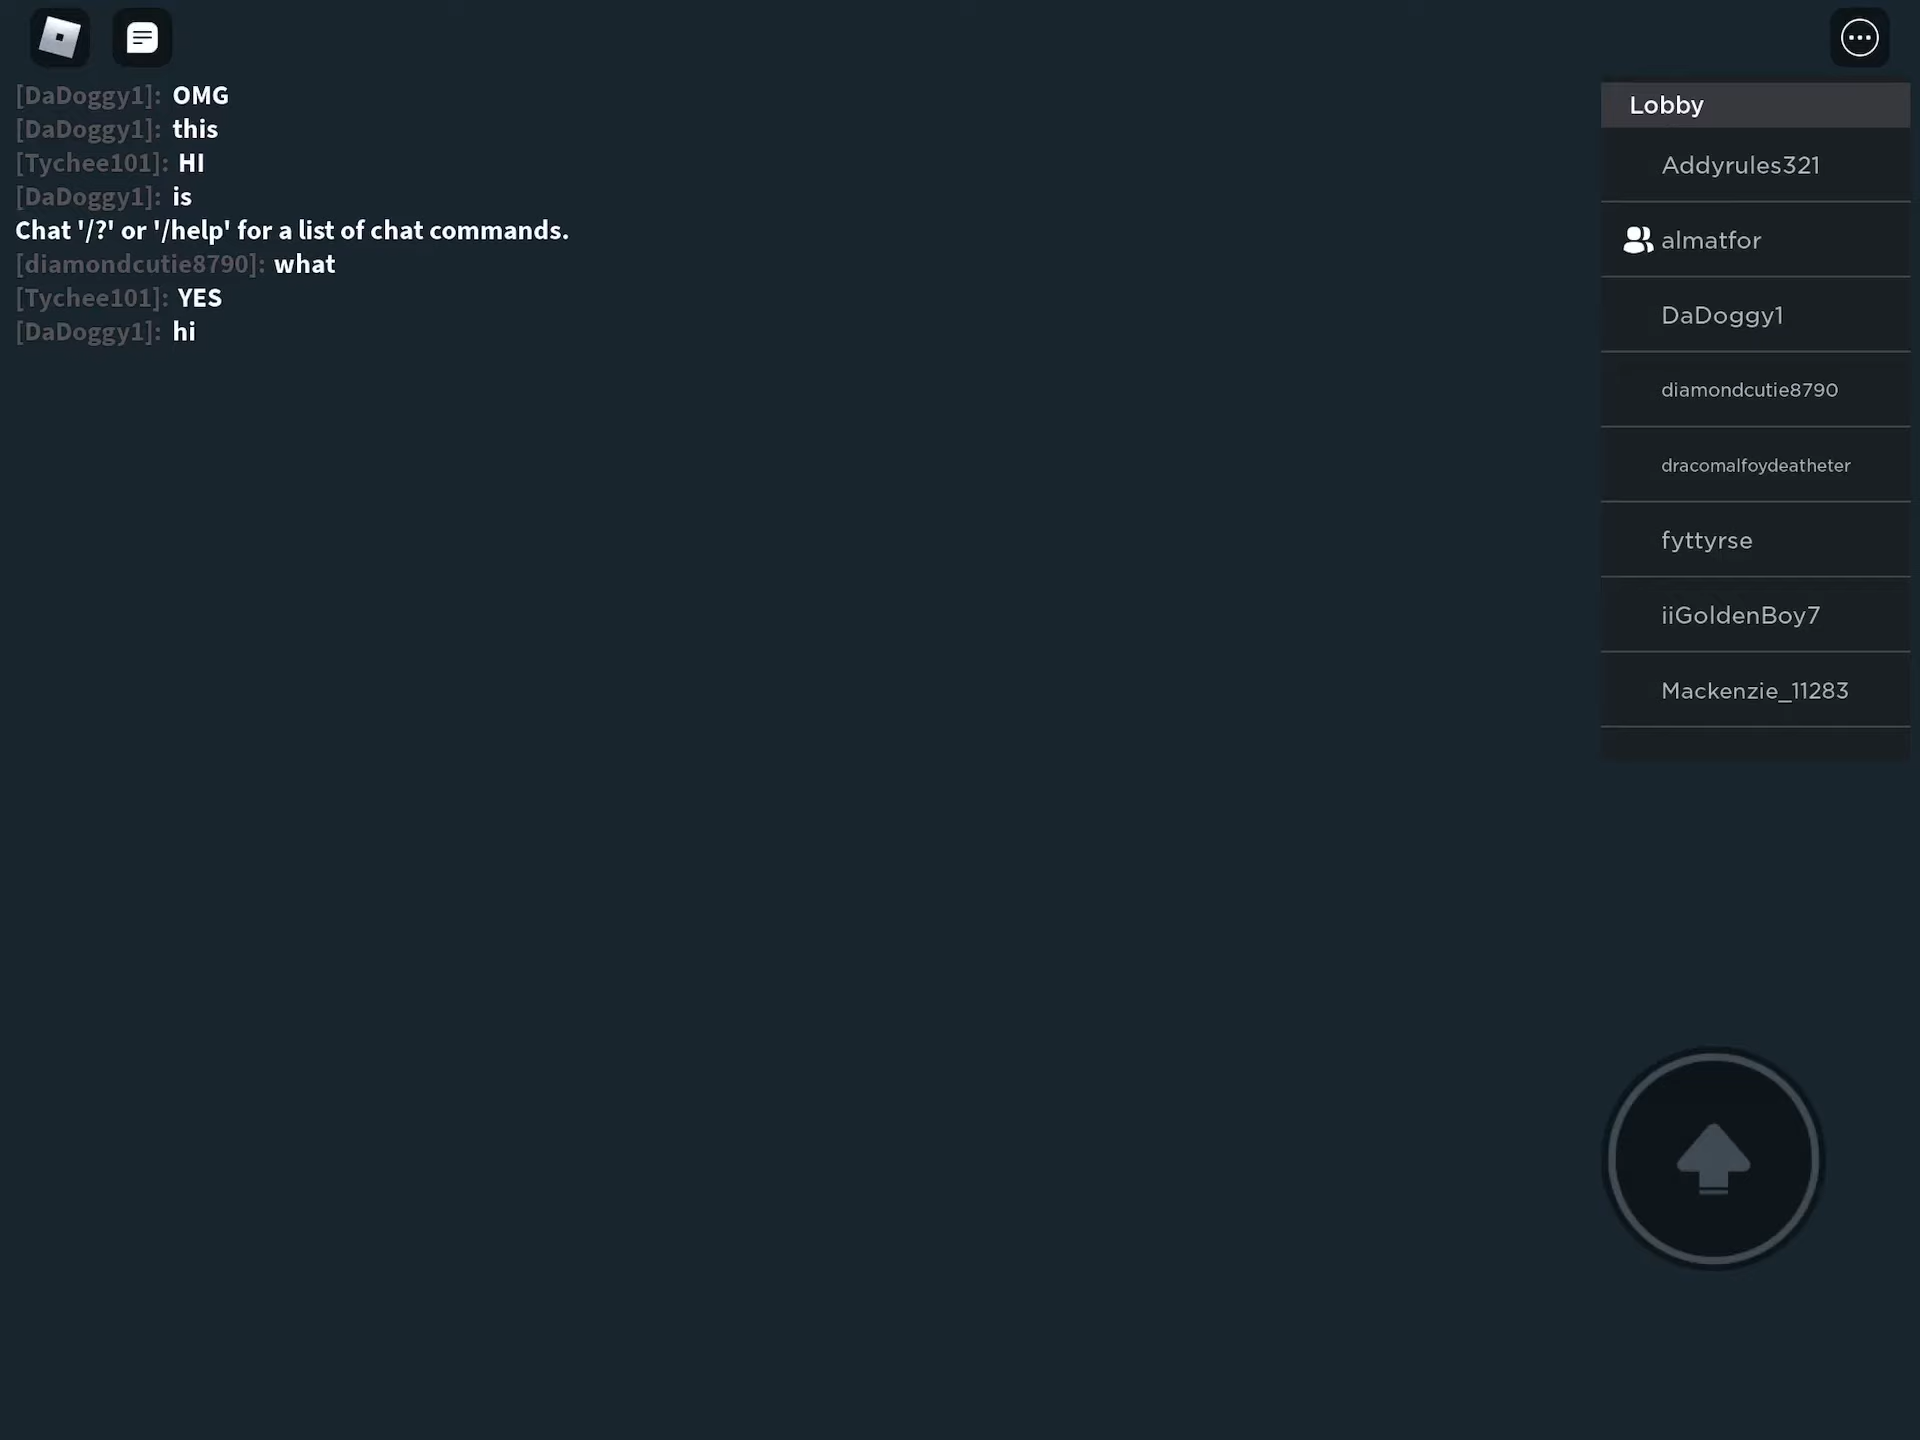 [DaDoggy1]: OMG
[DaDoggy1]: this
[Tychee101]: HI
[DaDoggy1]: is
Chat '/?' or '/help' for a list of chat commands.
[diamondcutie8790]: what
[Tychee101]: YES
[DaDoggy1]: hi
Lobby
Addyrules321
almatfor
DaDoggy1
diamondcutie8790
dracomalfoydeatheter
fyttyrse
iiGoldenBoy7
Mackenzie_11283